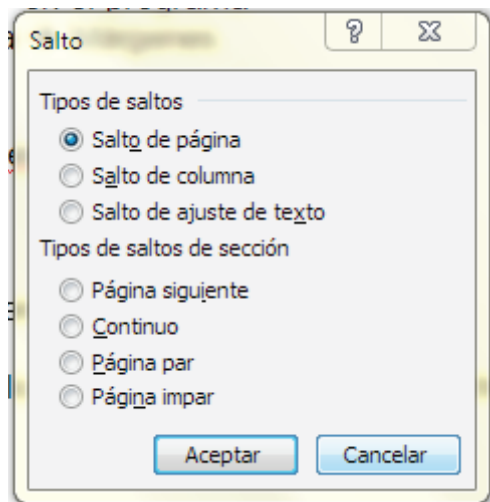 Salto
Tipos de saltos
Salto de página
Salto de columna
Salto de ajuste de texto
Tipos de saltos de sección
Página siguiente
Continuo
Página par
Página impar
Aceptar Cancelar